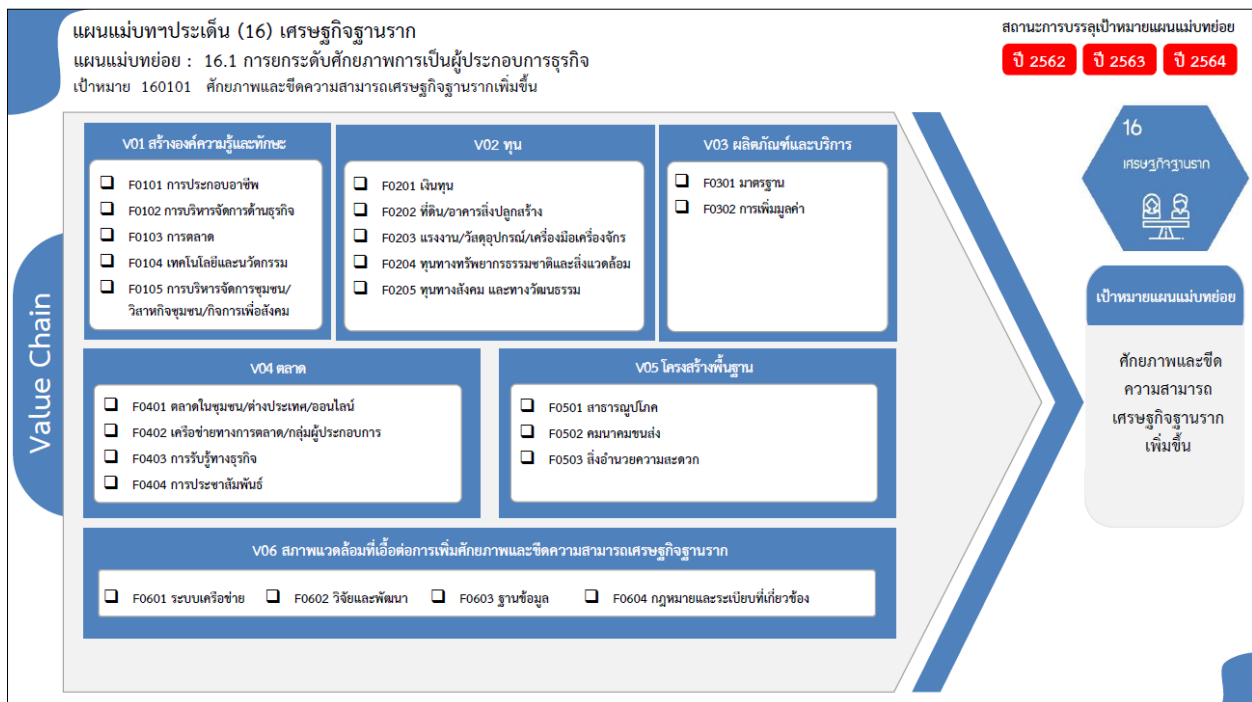 แผนแม่บทฯประเด็น (16) เศรษฐกิจฐานราก
แผนแม่บทย่อย : 16.1 การยกระดับศักยภาพการเป็นผู้ประกอบการธุรกิจ
เป้าหมาย 160101 ศักยภาพและขีดความสามารถเศรษฐกิจฐานรากเพิ่มขึ้น
สถานะการบรรลุเป้าหมายแผนแม่บทย่อย
ปี 2562 ปี 2563 ปี 2564
Value Chain
V01 สร้างองค์ความรู้และทักษะ
F0101 การประกอบอาชีพ
F0102 การบริหารจัดการด้านธุรกิจ
F0103 การตลาด
F0104 เทคโนโลยีและนวัตกรรม
F0105 การบริหารจัดการชุมชน/
วิสาหกิจชุมชน/กิจการเพื่อสังคม
V02 ทุน
F0201 เงินทุน
F0202 ที่ดิน/อาคารสิ่งปลูกสร้าง
F0203 แรงงาน/วัสดุอุปกรณ์/เครื่องมือเครื่องจักร
F0204 ทุนทางทรัพยากรธรรมชาติและสิ่งแวดล้อม
F0205 ทุนทางสังคม และทางวัฒนธรรม
V03 ผลิตภัณฑ์และบริการ
F0301 มาตรฐาน
F0302 การเพิ่มมูลค่า
V04 ตลาด
F0401 ตลาดในชุมชน/ต่างประเทศ/ออนไลน์
F0402 เครือข่ายทางการตลาด/กลุ่มผู้ประกอบการ
F0403 การรับรู้ทางธุรกิจ
F0404 การประชาสัมพันธ์
V05 โครงสร้างพื้นฐาน
F0501 สาธารณูปโภค
F0502 คมนาคมขนส่ง
F0503 สิ่งอำนวยความสะดวก
V06 สภาพแวดล้อมที่เอื้อต่อการเพิ่มศักยภาพและขีดความสามารถเศรษฐกิจฐานราก
F0601 ระบบเครือข่าย F0602 วิจัยและพัฒนา F0603 ฐานข้อมูล F0604 กฎหมายและระเบียบที่เกี่ยวข้อง
16
เศรษฐกิจฐานราก
เป้าหมายแผนแม่บทย่อย
ศักยภาพและขีด
ความสามารถ
เศรษฐกิจฐานราก
เพิ่มขึ้น